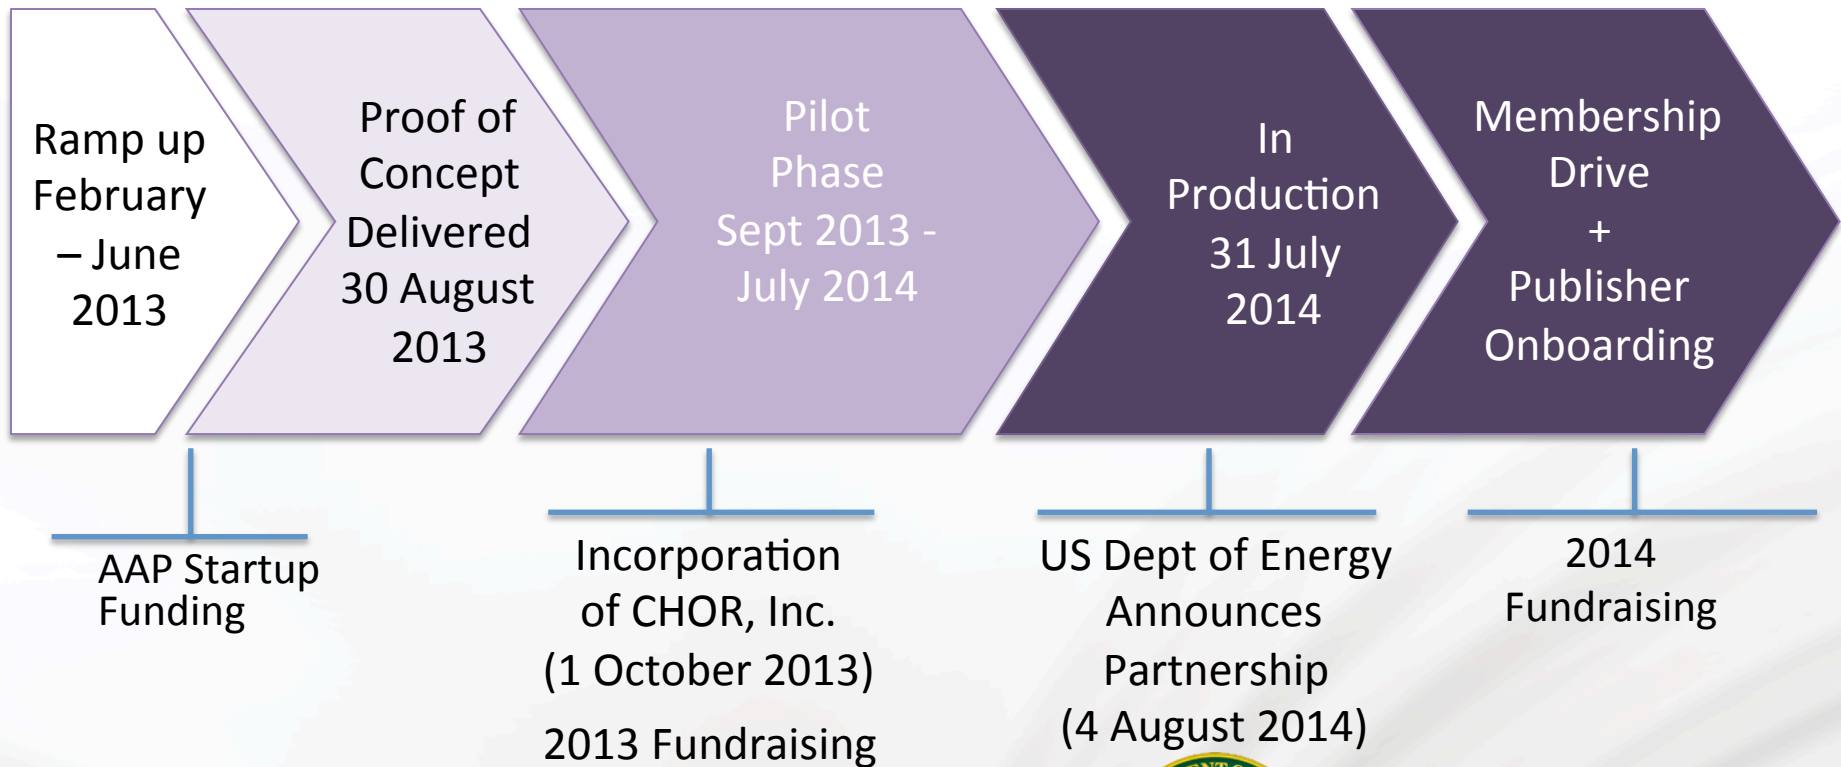 Ramp up
February
– June
2013
Proof of
Concept
Delivered
30 August
2013
Pilot
Phase
Sept 2013 -
July 2014
In
Production
31 July
2014
Membership
Drive
+
Publisher
Onboarding
AAP Startup
Funding
Incorporation
of CHOR, Inc.
(1 October 2013)
2013 Fundraising
US Dept of Energy
Announces
Partnership
(4 August 2014)
2014
Fundraising